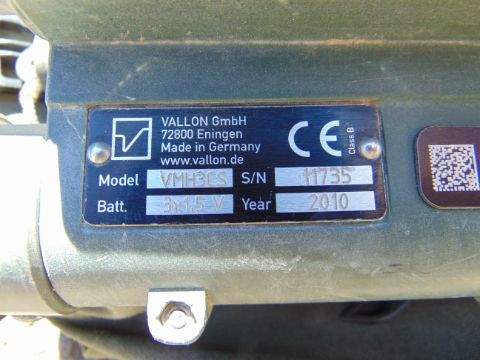 VALLON GmbH
72800 Eningen
Made in Germany
www.vallon.de
CE
Class B
Model VMH3CS S/N 11735
Batt. 3x1.5 V Year 2010